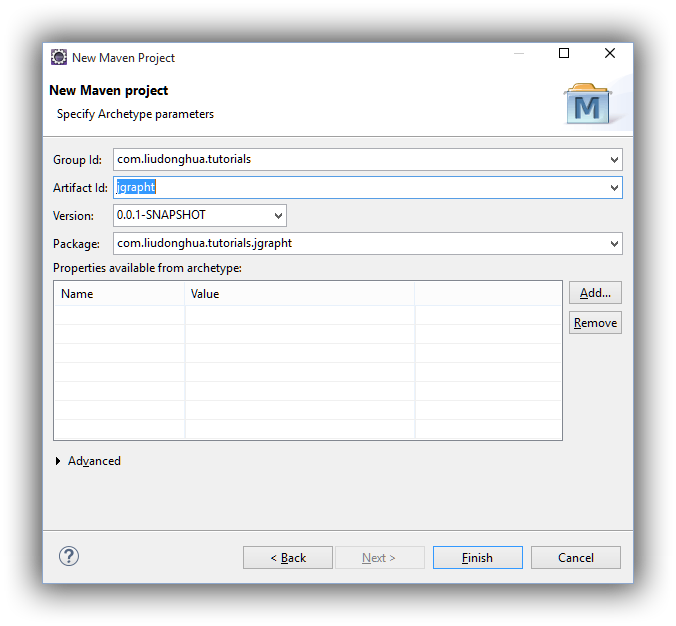 New Maven Project
New Maven project
Specify Archetype parameters
M
Group Id: com.liudonghua.tutorials
Artifact Id: jgrapht
Version: 0.0.1-SNAPSHOT
Package: com.liudonghua.tutorials.jgrapht
Properties available from archetype:
Name Value
Add...
Remove
Advanced
? < Back Next > Finish Cancel